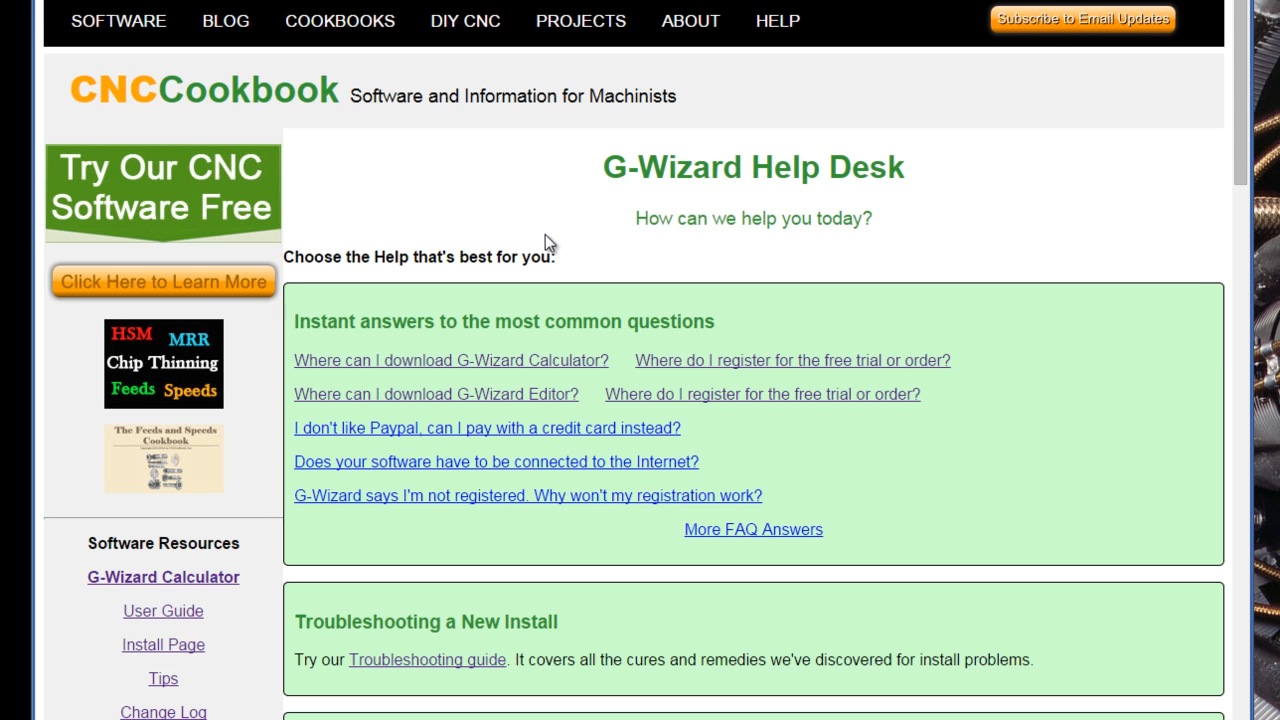 SOFTWARE BLOG COOKBOOKS DIY CNC PROJECTS ABOUT HELP Subscribe to Email Updates
CNCCookbook Software and Information for Machinists
Try Our CNC
Software Free
Click Here to Learn More
HSM MRR
Chip Thinning
Feeds Speeds
The Feeds and Speeds
Cookbook
Software Resources
G-Wizard Calculator
User Guide
Install Page
Tips
Change Log
G-Wizard Help Desk
How can we help you today?
Choose the Help that's best for you:
Instant answers to the most common questions
Where can I download G-Wizard Calculator? Where do I register for the free trial or order?
Where can I download G-Wizard Editor? Where do I register for the free trial or order?
I don't like Paypal, can I pay with a credit card instead?
Does your software have to be connected to the Internet?
G-Wizard says I'm not registered. Why won't my registration work?
More FAQ Answers
Troubleshooting a New Install
Try our Troubleshooting guide. It covers all the cures and remedies we've discovered for install problems.